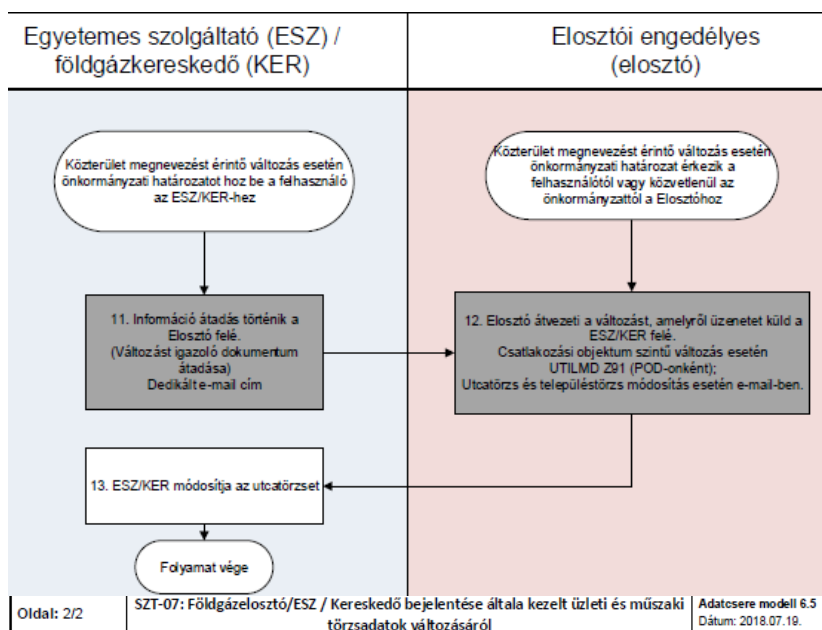 Egyetemes szolgáltató (ESZ) /
földgázkereskedő (KER)
Elosztói engedélyes
(elosztó)
Közterület megnevezést érintő változás esetén
önkormányzati határozatot hoz be a felhasználó
az ESZ/KER-hez
Közterület megnevezést érintő változás esetén
önkormányzati határozat érkezik a
felhasználótól vagy közvetlenül az
önkormányzattól a Elosztóhoz
11. Információ átadás történik a
Elosztó felé.
(Változást igazoló dokumentum
átadása)
Dedikált e-mail cím
12. Elosztó átvezeti a változást, amelyről üzenetet küld a
ESZ/KER felé.
Csatlakozási objektum szintű változás esetén
UTILMD Z91 (POD-onként);
Utcatörzs és településtörzs módosítás esetén e-mail-ben.
13. ESZ/KER módosítja az utcatörzset
Folyamat vége
Oldal: 2/2
SZT-07: Földgázelosztó/ESZ / Kereskedő bejelentése általa kezelt üzleti és műszaki
törzsadatok változásáról
Adatcsere modell 6.5
Dátum: 2018.07.19.